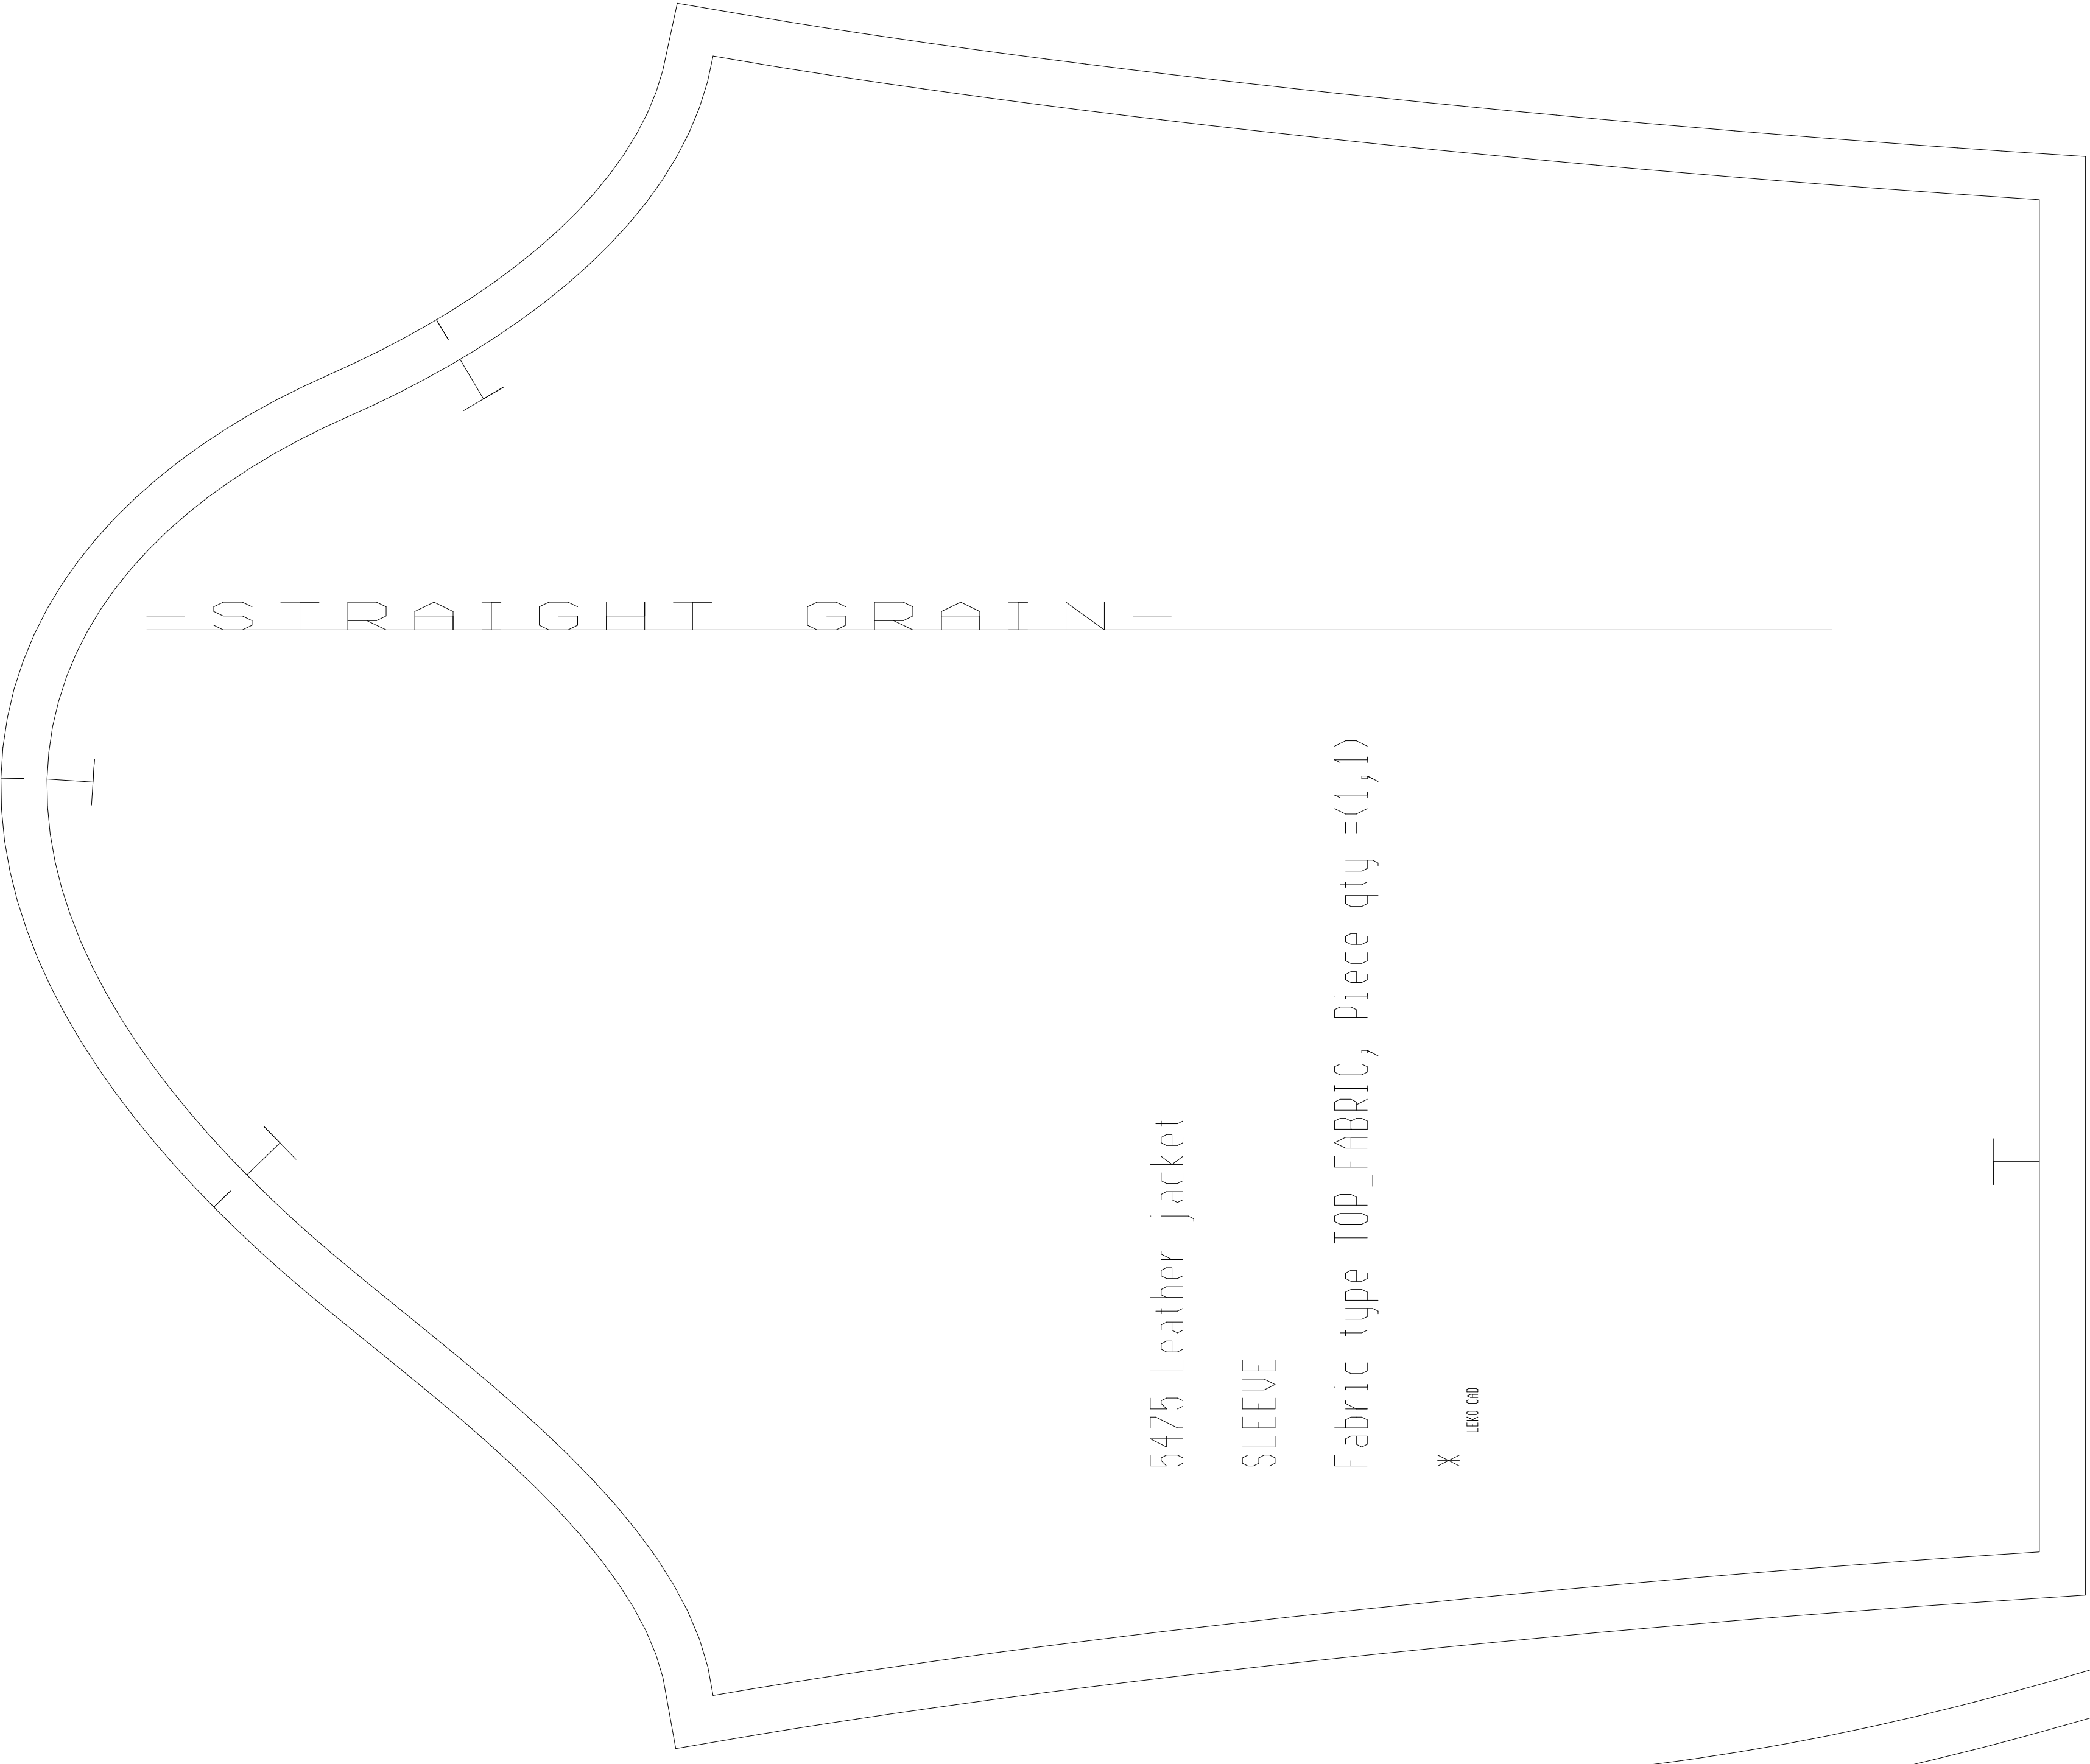 -STRAIGHT GRAIN-
5475 Leather jacket
SLEEVE
Fabric type TOP_FABRIC, Piece qty =(1,1)
* LEKO CAD